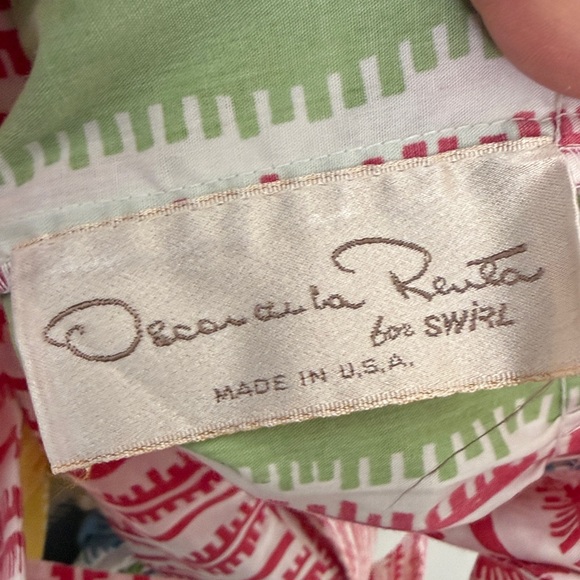 Oscar de la Renta
for SWIRL
MADE IN U.S.A.